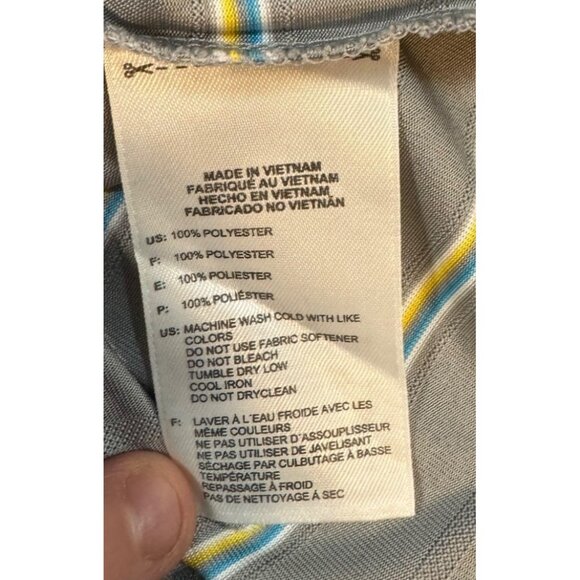 MADE IN VIETNAM
FABRIQUÉ AU VIETNAM
HECHO EN VIETNAM
FABRICADO NO VIETNÃN
US: 100% POLYESTER
F: 100% POLYESTER
E: 100% POLIESTER
P: 100% POLIÉSTER
US: MACHINE WASH COLD WITH LIKE
COLORS
DO NOT USE FABRIC SOFTENER
DO NOT BLEACH
TUMBLE DRY LOW
COOL IRON
DO NOT DRYCLEAN
F: LAVER À L'EAU FROIDE AVEC LES
MÊME COULEURS
NE PAS UTILISER D'ASSOUPLISEUR
NE PAS UTILISER DE JAVELISANT
SÉCHAGE PAR CULBUTAGE À BASSE
TEMPÉRATURE
REPASSAGE À FROID
PAS DE NETTOYAGE À SEC